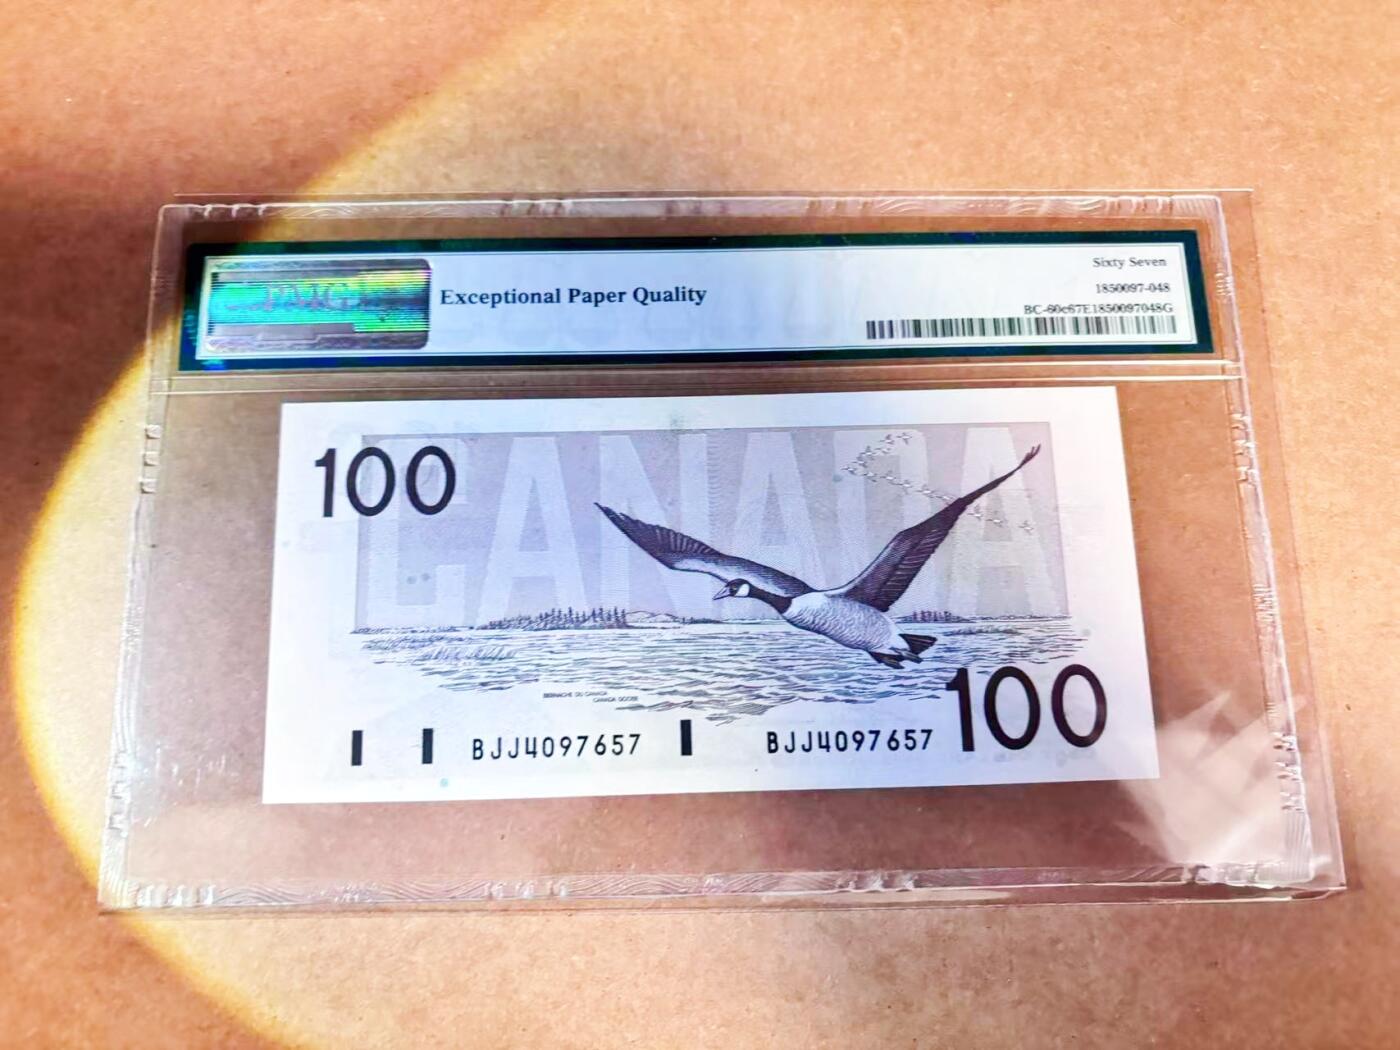 PMG
Exceptional Paper Quality
Sixty Seven
1850097-048
BC-60c67E1850097048G
CANADA
100
BERNACHE DU CANADA
CANADA GOOSE
100
BJJ4097657
BJJ4097657